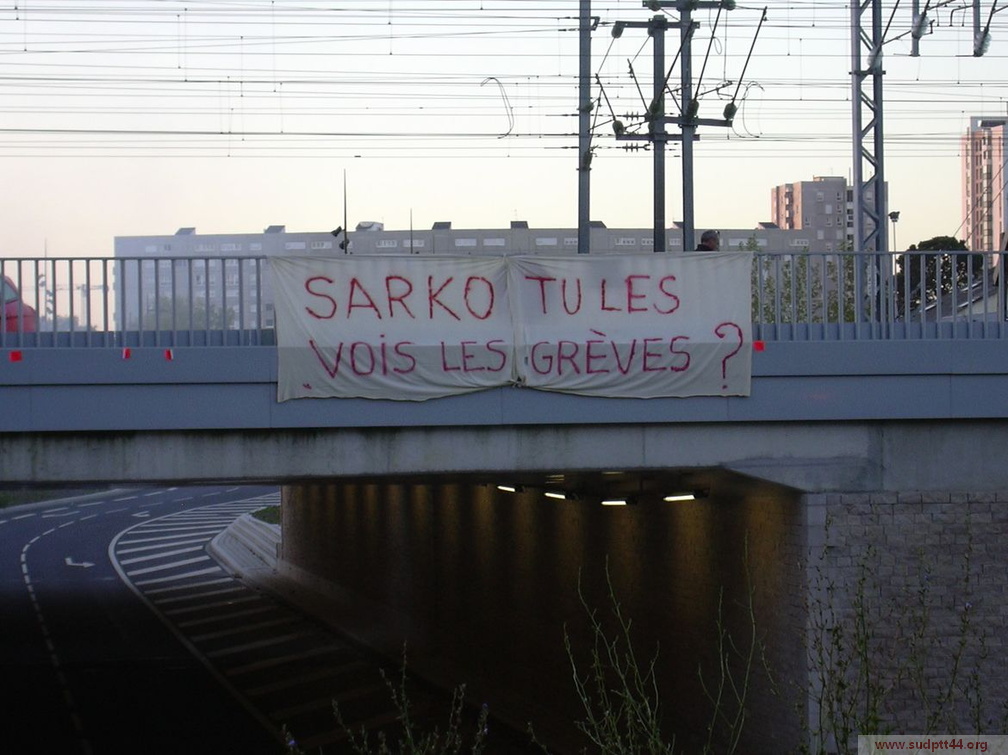 SARKO TU LES
VOIS LES GRÈVES ?
www.sudptt44.org